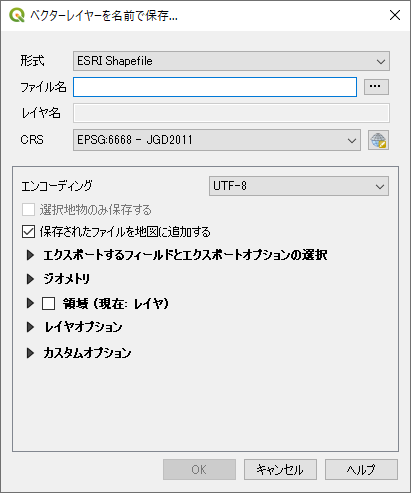 ベクターレイヤーを名前で保存...
形式 ESRI Shapefile
ファイル名 ...
レイヤ名
CRS EPSG:6668 - JGD2011
エンコーディング UTF-8
選択地物のみ保存する
保存されたファイルを地図に追加する
エクスポートするフィールドとエクスポートオプションの選択
ジオメトリ
領域 (現在: レイヤ)
レイヤオプション
カスタムオプション
OK キャンセル ヘルプ